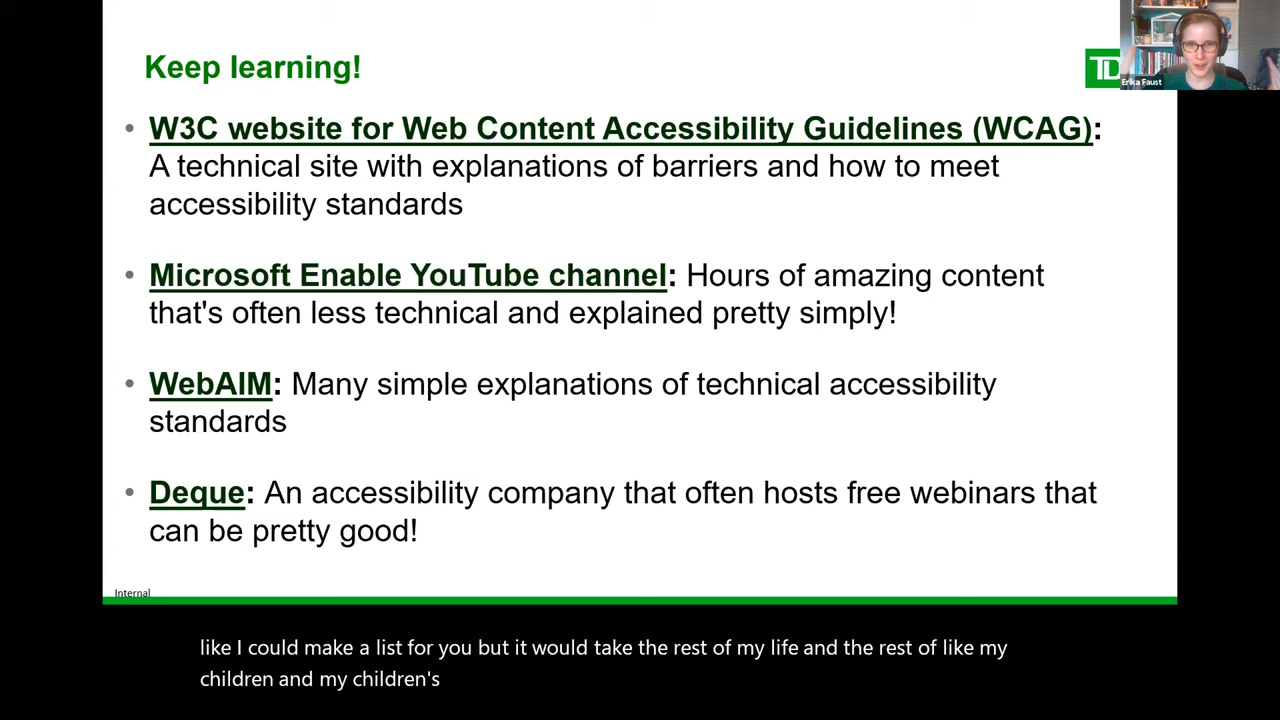 Keep learning!
TD
Erika Faust
• W3C website for Web Content Accessibility Guidelines (WCAG):
A technical site with explanations of barriers and how to meet
accessibility standards
• Microsoft Enable YouTube channel: Hours of amazing content
that's often less technical and explained pretty simply!
• WebAIM: Many simple explanations of technical accessibility
standards
• Deque: An accessibility company that often hosts free webinars that
can be pretty good!
Internal
like I could make a list for you but it would take the rest of my life and the rest of like my
children and my children's